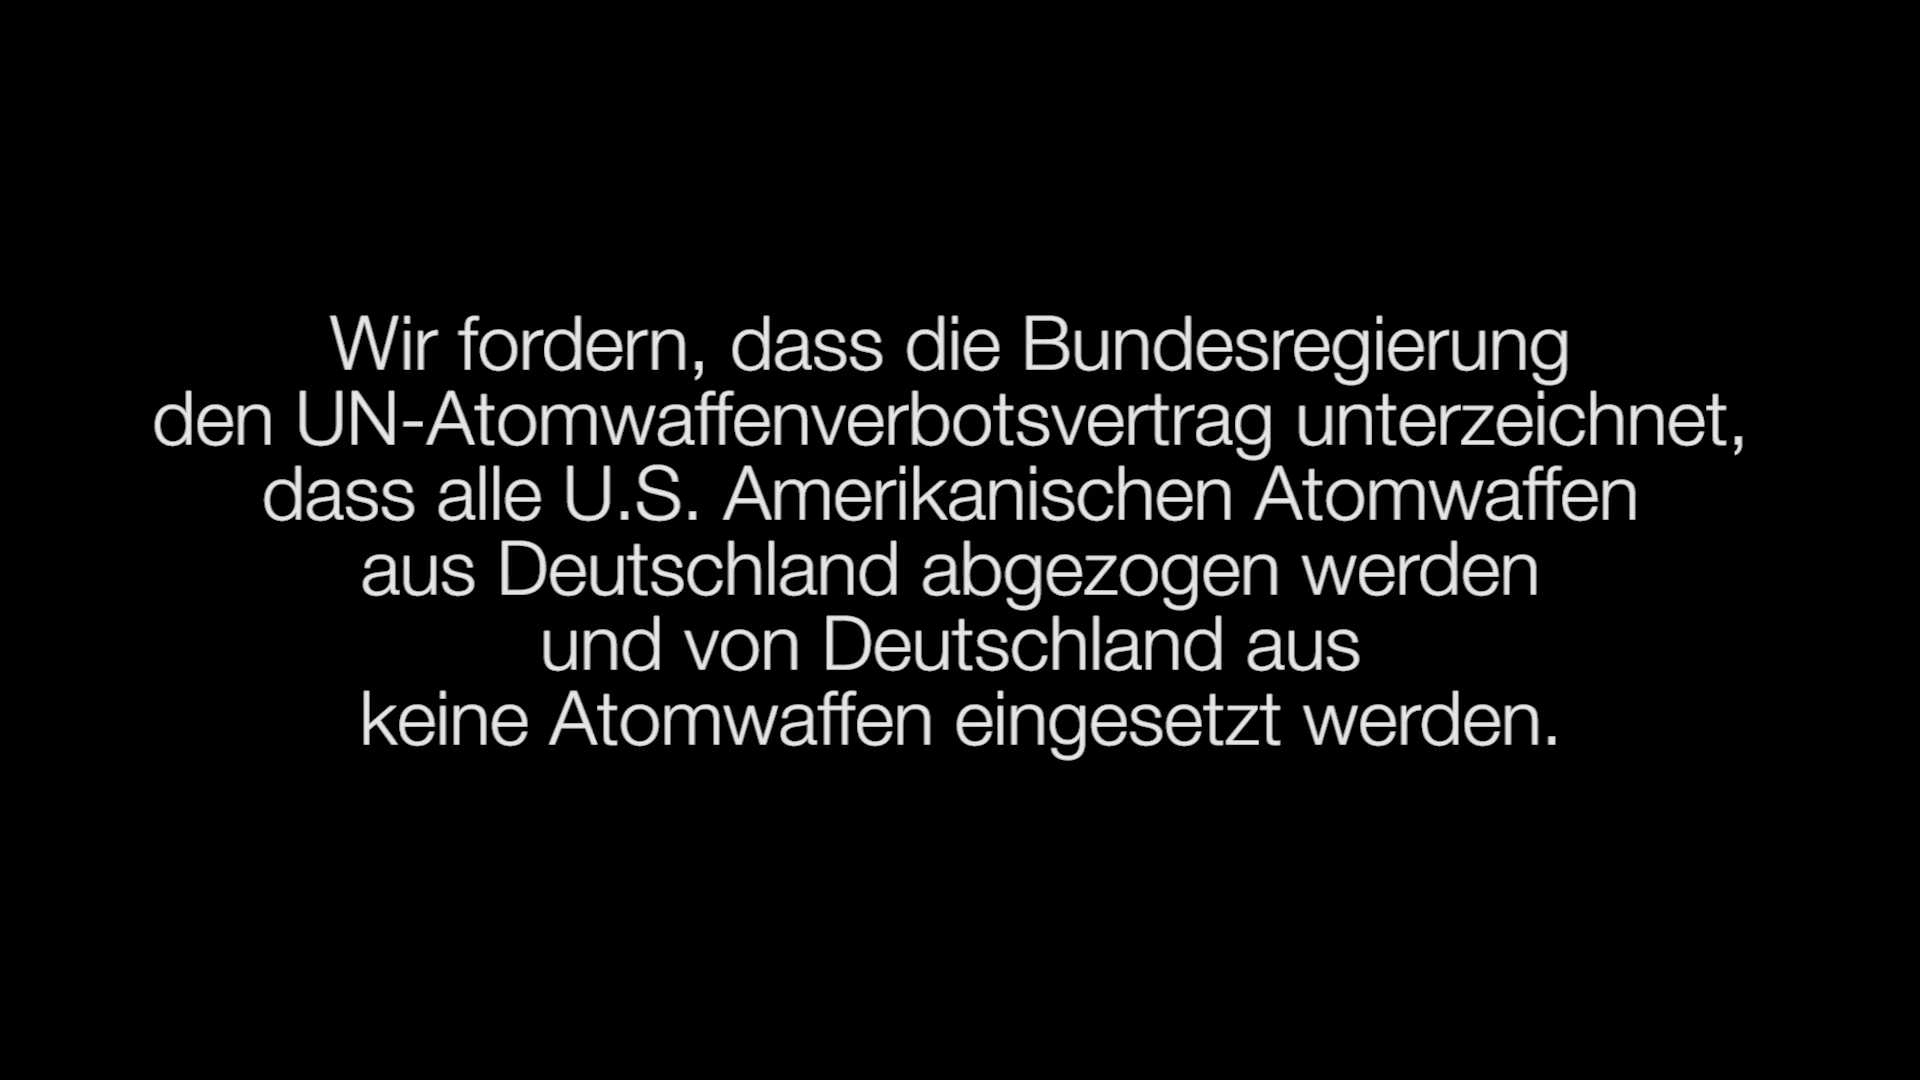 Wir fordern, dass die Bundesregierung
den UN-Atomwaffenverbotsvertrag unterzeichnet,
dass alle U.S. Amerikanischen Atomwaffen
aus Deutschland abgezogen werden
und von Deutschland aus
keine Atomwaffen eingesetzt werden.